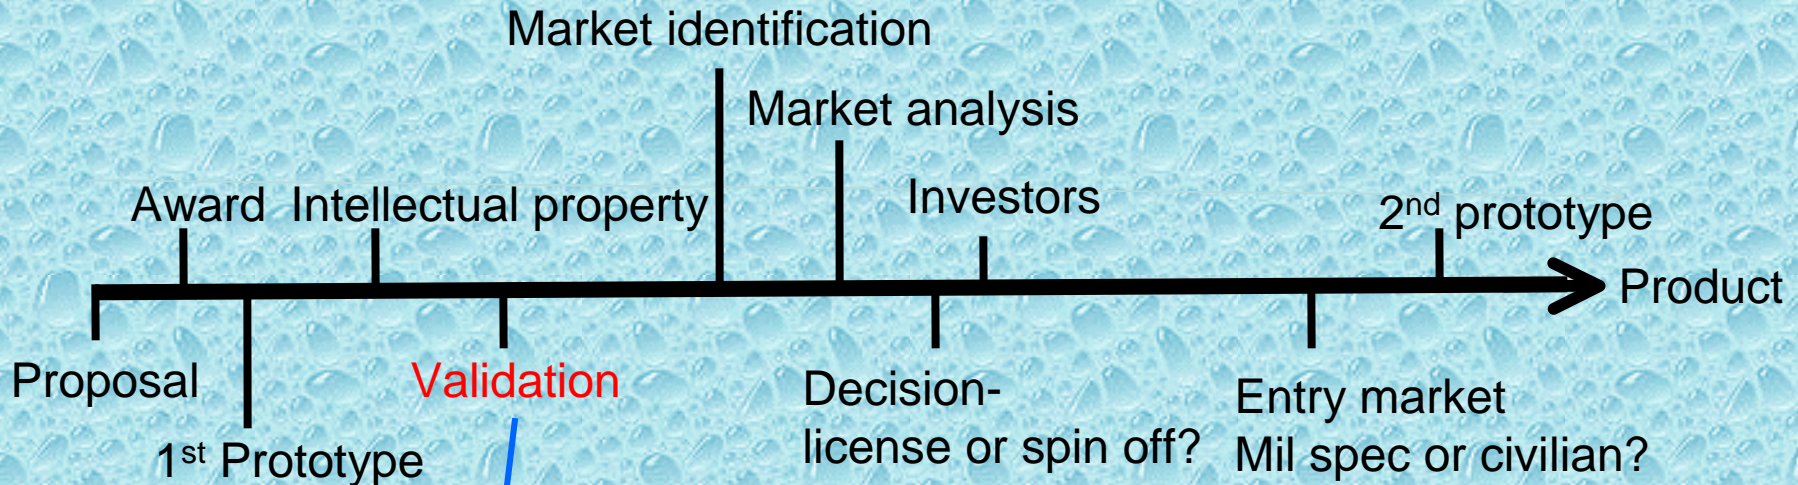 Market identification
Market analysis
Award
Intellectual property
Investors
2nd prototype
Product
Proposal
Validation
Decision-
license or spin off?
Entry market
Mil spec or civilian?
1st Prototype